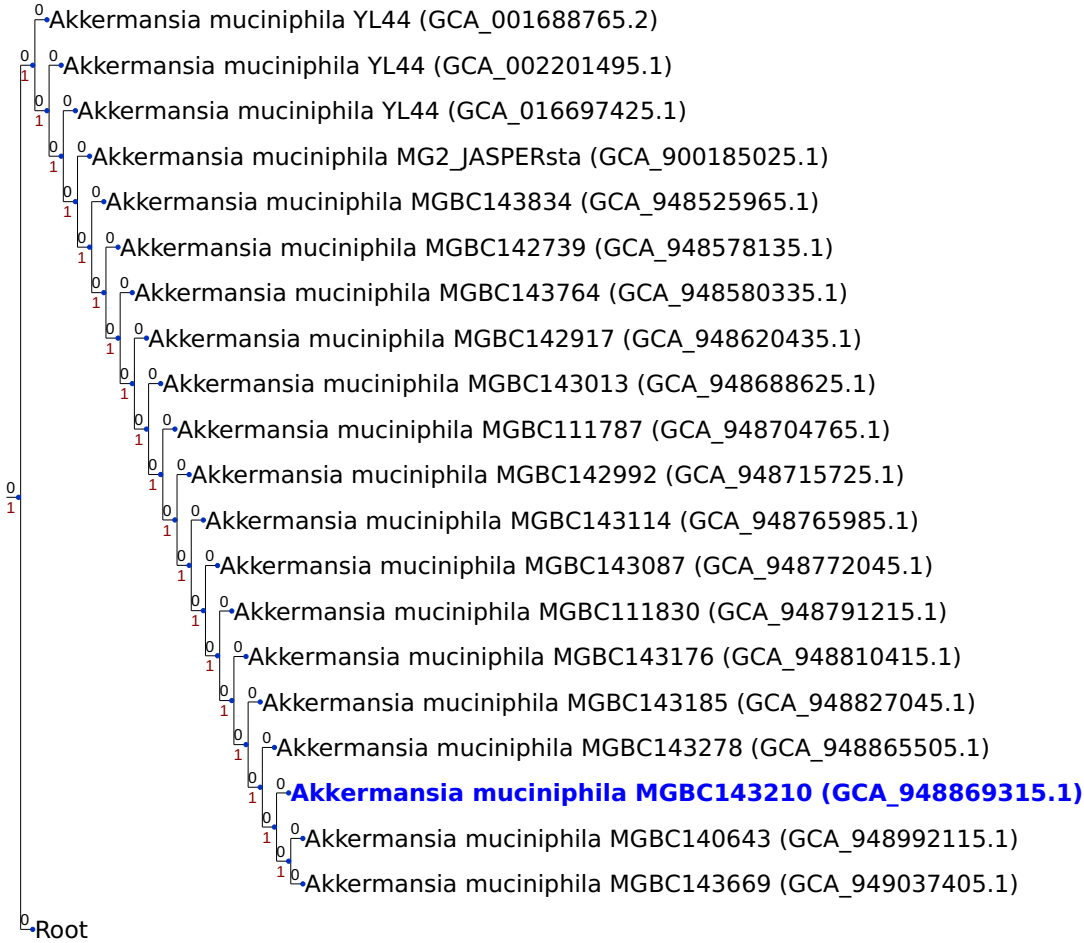 0 Akkermansia muciniphila YL44 (GCA_001688765.2)
0 1 0 Akkermansia muciniphila YL44 (GCA_002201495.1)
0 1 0 Akkermansia muciniphila YL44 (GCA_016697425.1)
0 1 0 Akkermansia muciniphila MG2_JASPERsta (GCA_900185025.1)
0 1 0 Akkermansia muciniphila MGBC143834 (GCA_948525965.1)
0 1 0 Akkermansia muciniphila MGBC142739 (GCA_948578135.1)
0 1 0 Akkermansia muciniphila MGBC143764 (GCA_948580335.1)
0 1 0 Akkermansia muciniphila MGBC142917 (GCA_948620435.1)
0 1 0 Akkermansia muciniphila MGBC143013 (GCA_948688625.1)
0 1 0 Akkermansia muciniphila MGBC111787 (GCA_948704765.1)
0 1 0 Akkermansia muciniphila MGBC142992 (GCA_948715725.1)
0 1 0 1 0 Akkermansia muciniphila MGBC143114 (GCA_948765985.1)
0 1 0 Akkermansia muciniphila MGBC143087 (GCA_948772045.1)
0 1 0 Akkermansia muciniphila MGBC111830 (GCA_948791215.1)
0 1 0 Akkermansia muciniphila MGBC143176 (GCA_948810415.1)
0 1 0 Akkermansia muciniphila MGBC143185 (GCA_948827045.1)
0 1 0 Akkermansia muciniphila MGBC143278 (GCA_948865505.1)
0 1 0 Akkermansia muciniphila MGBC143210 (GCA_948869315.1)
0 1 0 Akkermansia muciniphila MGBC140643 (GCA_948992115.1)
0 1 0 Akkermansia muciniphila MGBC143669 (GCA_949037405.1)
0 Root